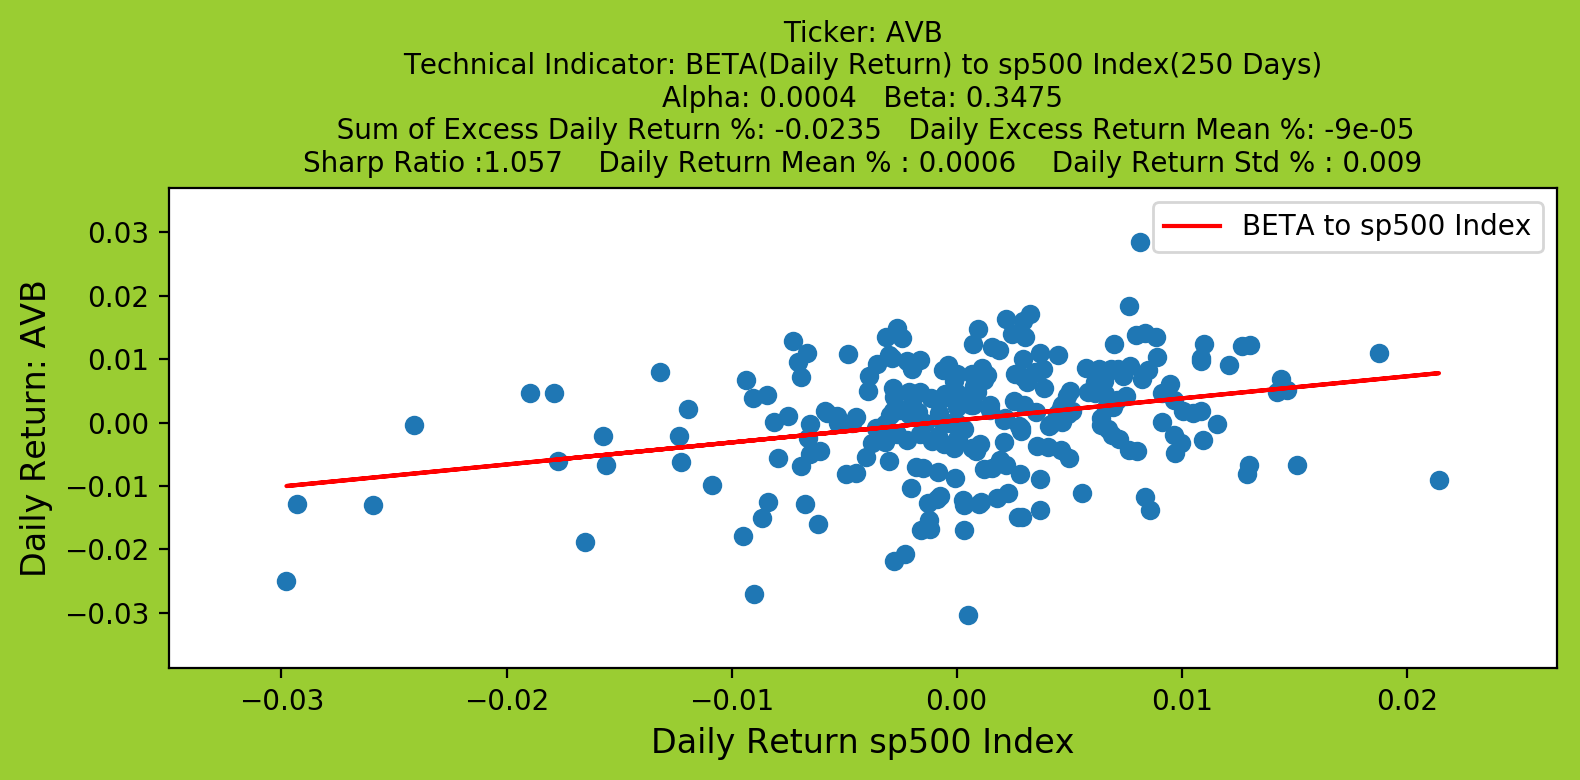 Ticker: AVB
Technical Indicator: BETA(Daily Return) to sp500 Index(250 Days)
Alpha: 0.0004   Beta: 0.3475
Sum of Excess Daily Return %: -0.0235   Daily Excess Return Mean %: -9e-05
Sharp Ratio :1.057    Daily Return Mean % : 0.0006    Daily Return Std % : 0.009
BETA to sp500 Index
Daily Return: AVB
0.03
0.02
0.01
0.00
−0.01
−0.02
−0.03
−0.03
−0.02
−0.01
0.00
0.01
0.02
Daily Return sp500 Index